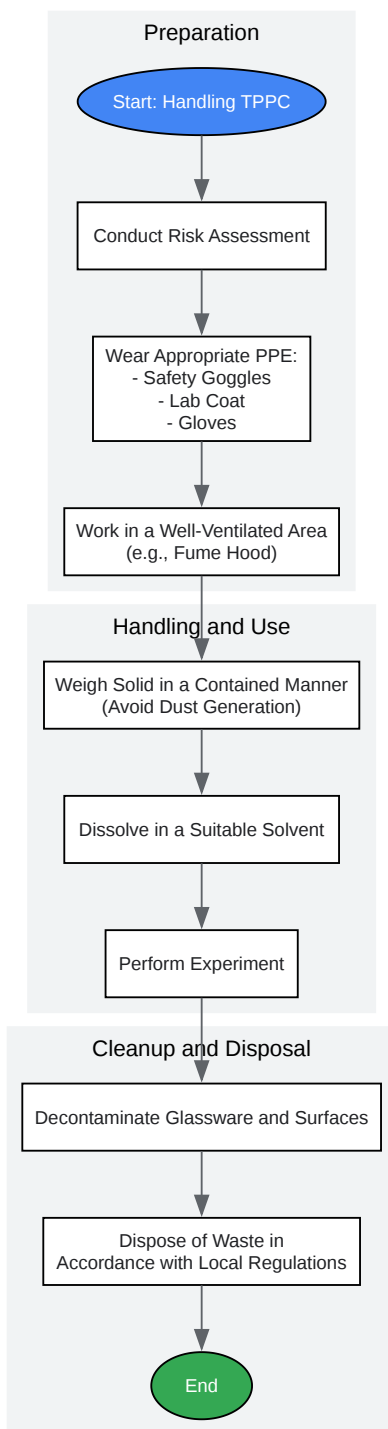 Preparation
Start: Handling TPPC
Conduct Risk Assessment
Wear Appropriate PPE:
- Safety Goggles
- Lab Coat
- Gloves
Work in a Well-Ventilated Area
(e.g., Fume Hood)
Handling and Use
Weigh Solid in a Contained Manner
(Avoid Dust Generation)
Dissolve in a Suitable Solvent
Perform Experiment
Cleanup and Disposal
Decontaminate Glassware and Surfaces
Dispose of Waste in
Accordance with Local Regulations
End